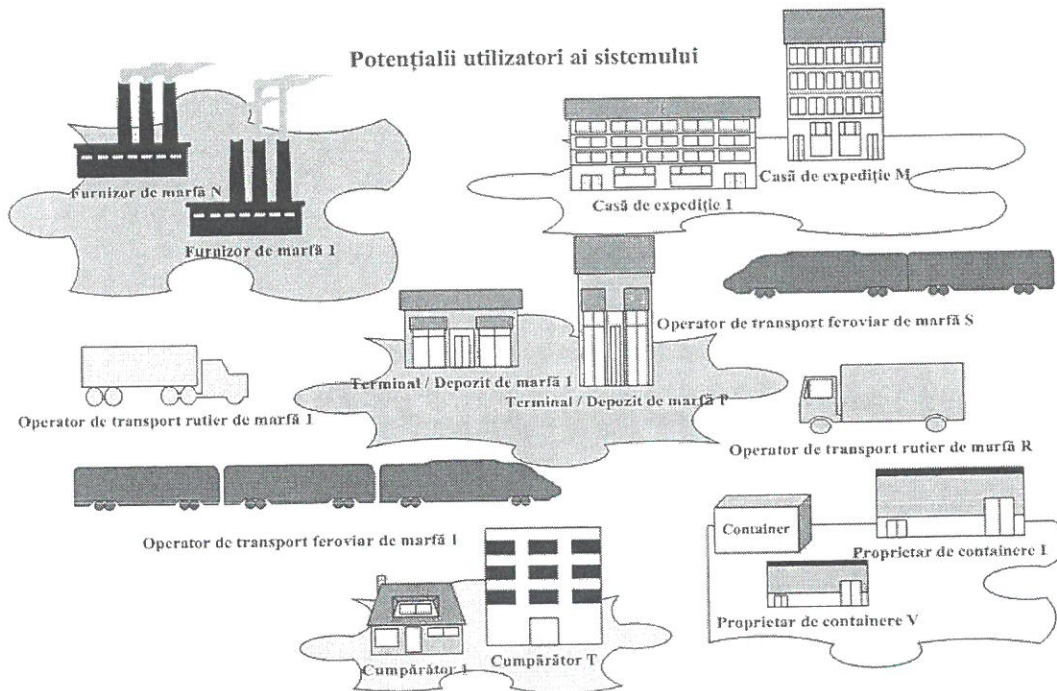 Potențialii utilizatori ai sistemului
Furnizor de marfă N
Furnizor de marfă 1
Casă de expediție M
Casă de expediție 1
Operator de transport feroviar de marfă S
Terminal / Depozit de marfă 1
Terminal / Depozit de marfă P
Operator de transport rutier de marfă 1
Operator de transport rutier de marfă R
Operator de transport feroviar de marfă 1
Container
Proprietar de containere 1
Proprietar de containere V
Cumpărător 1
Cumpărător T